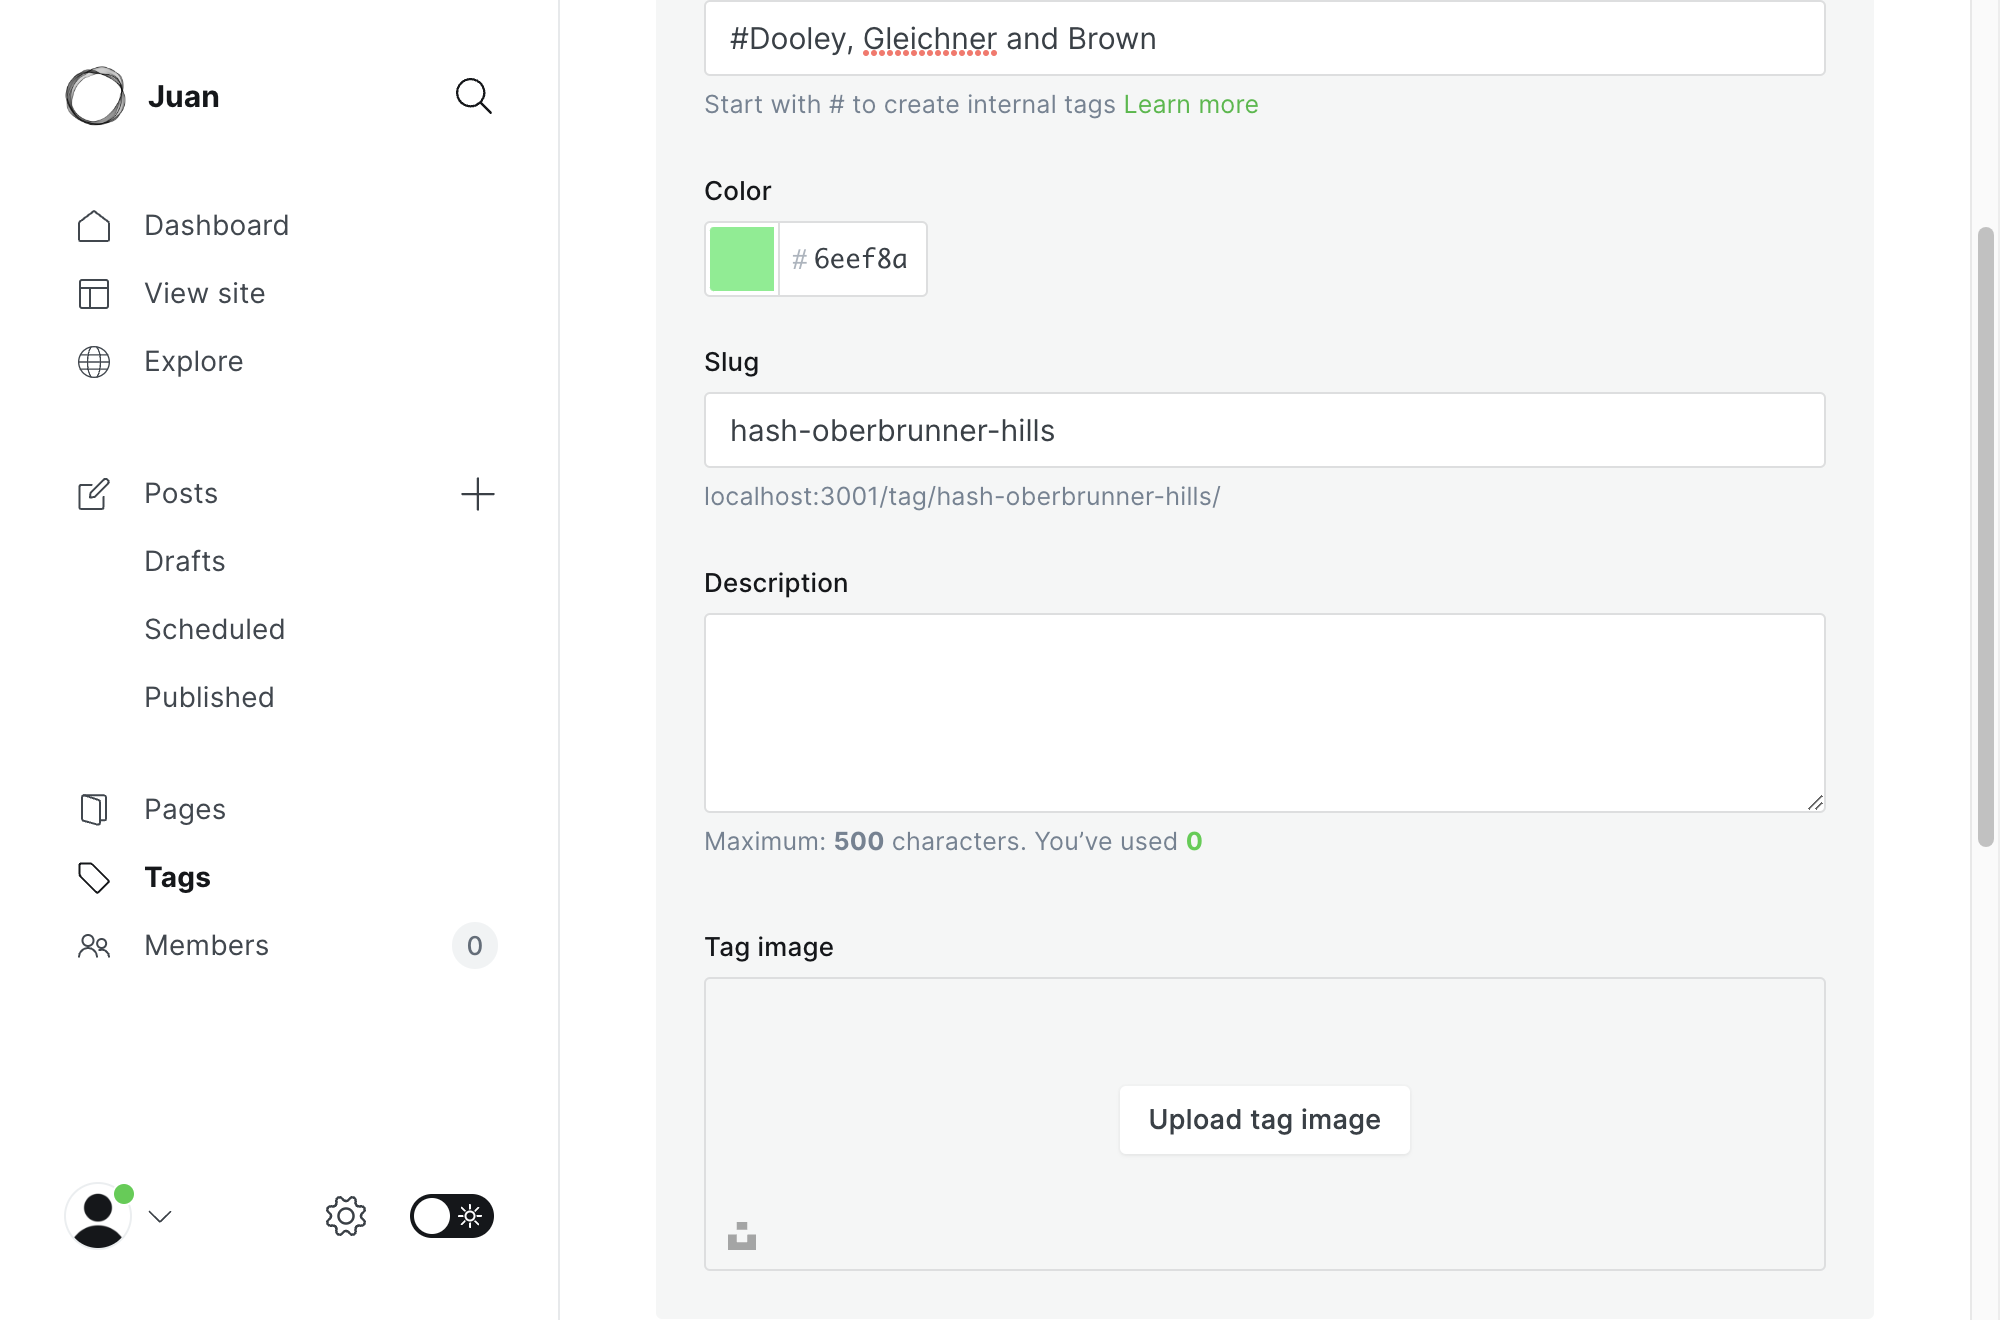 Juan
Dashboard
View site
Explore
Posts
Drafts
Scheduled
Published
Pages
Tags
Members
0
#Dooley, Gleichner and Brown
Start with # to create internal tags Learn more
Color
# 6eef8a
Slug
hash-oberbrunner-hills
localhost:3001/tag/hash-oberbrunner-hills/
Description
Maximum: 500 characters. You’ve used 0
Tag image
Upload tag image